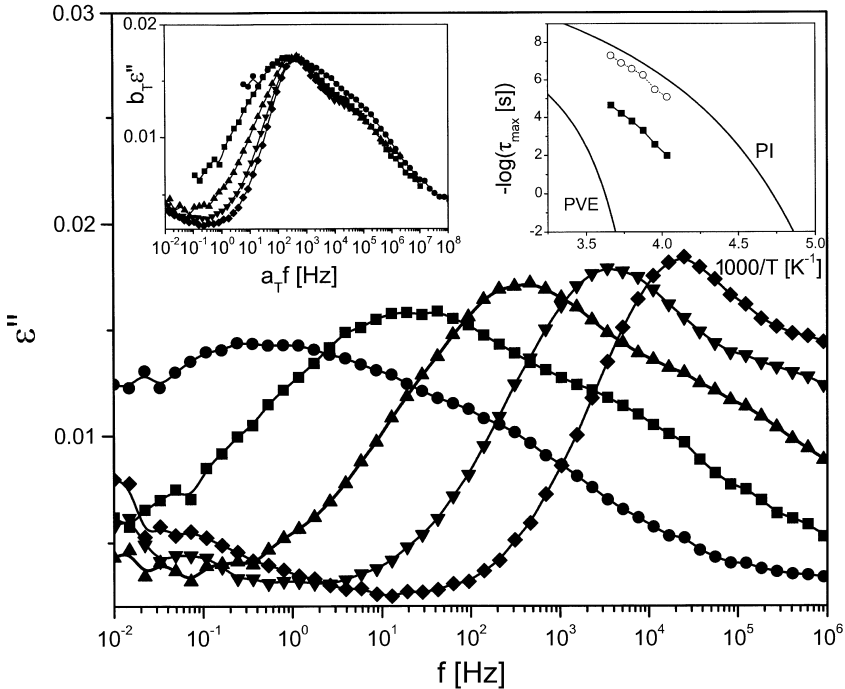 0.03
0.02
0.01
ε"
10⁻² 10⁻¹ 10⁰ 10¹ 10² 10³ 10⁴ 10⁵ 10⁶
f [Hz]
0.02
0.01
b_T ε"
10⁻² 10⁻¹ 10⁰ 10¹ 10² 10³ 10⁴ 10⁵ 10⁶ 10⁷ 10⁸
a_T f [Hz]
8
6
4
2
0
-2
-log(τ_max [s])
PI
PVE
3.5 4.0 4.5 5.0
1000/T [K⁻¹]